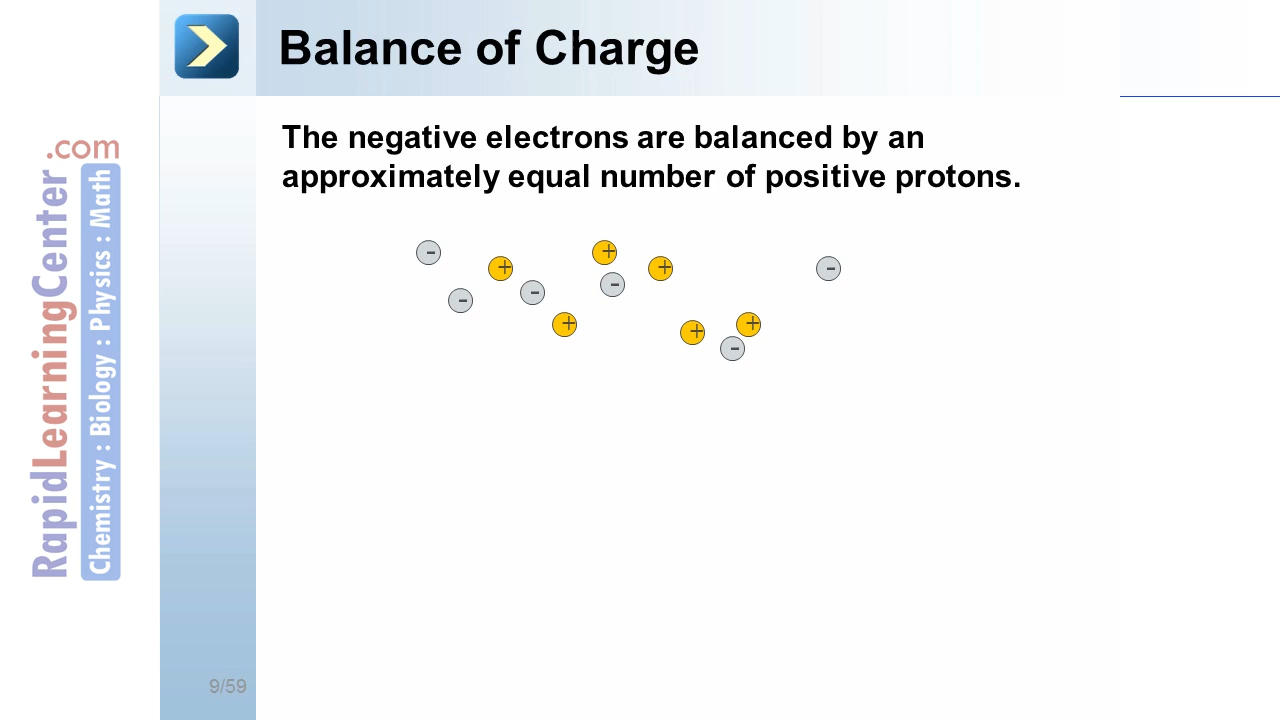 Balance of Charge
The negative electrons are balanced by an
approximately equal number of positive protons.
- + + + -
- - -
+ + +
-
RapidLearningCenter.com
Chemistry : Biology : Physics : Math
9/59